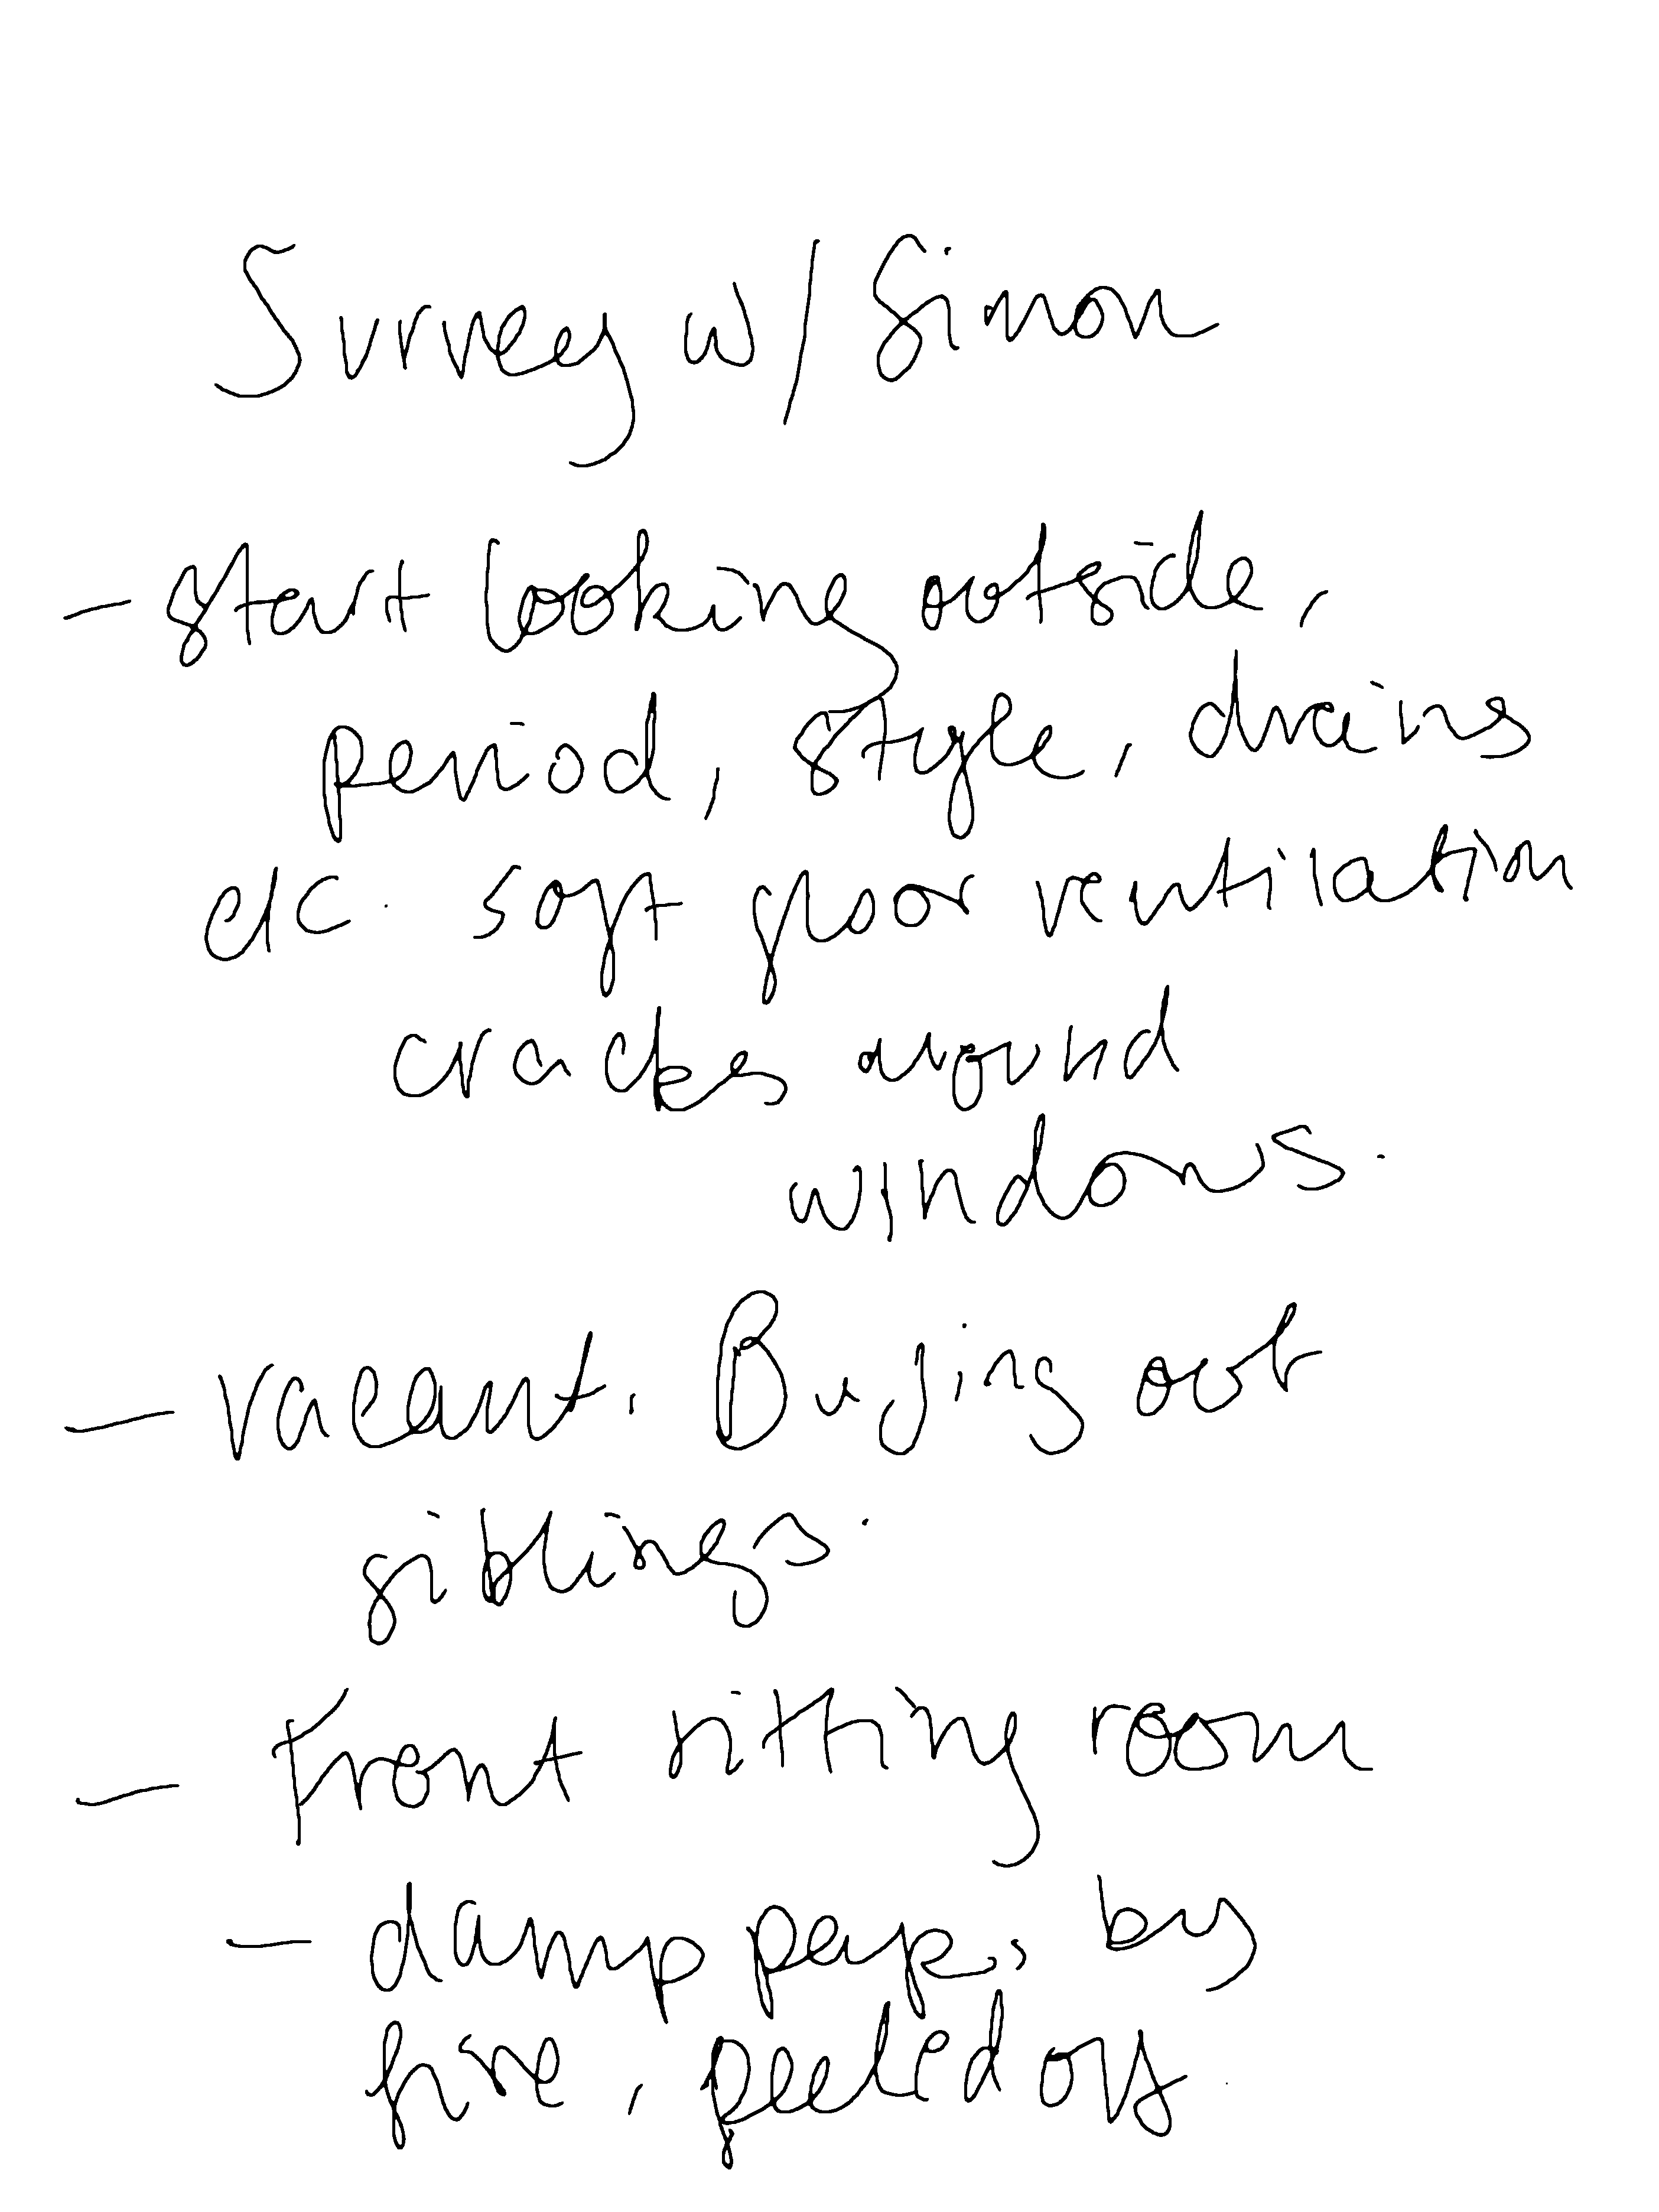 Survey w/ Simon
- start looking outside,
period, style, drains
etc. soft floor ventilation
cracks around
windows.
- vacant. Buying out
siblings.
- Front sitting room
- damp paper by
fire, peeled off.